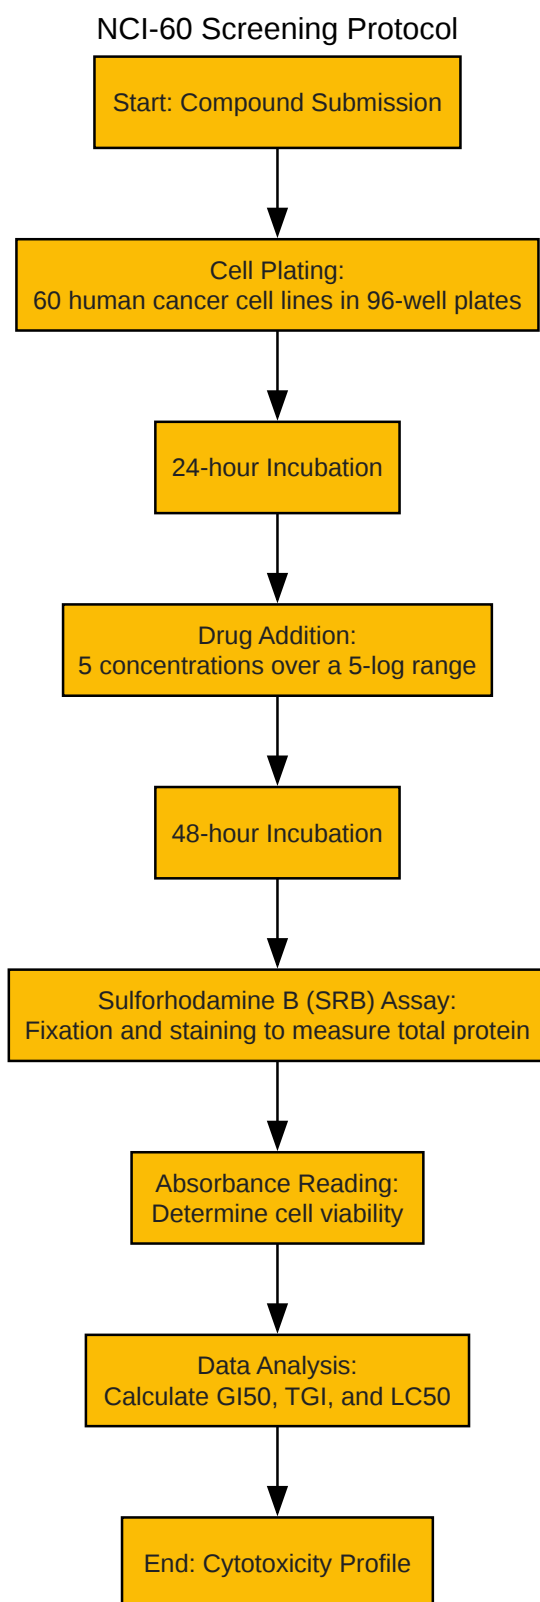 NCI-60 Screening Protocol
Start: Compound Submission
Cell Plating:
60 human cancer cell lines in 96-well plates
24-hour Incubation
Drug Addition:
5 concentrations over a 5-log range
48-hour Incubation
Sulforhodamine B (SRB) Assay:
Fixation and staining to measure total protein
Absorbance Reading:
Determine cell viability
Data Analysis:
Calculate GI50, TGI, and LC50
End: Cytotoxicity Profile